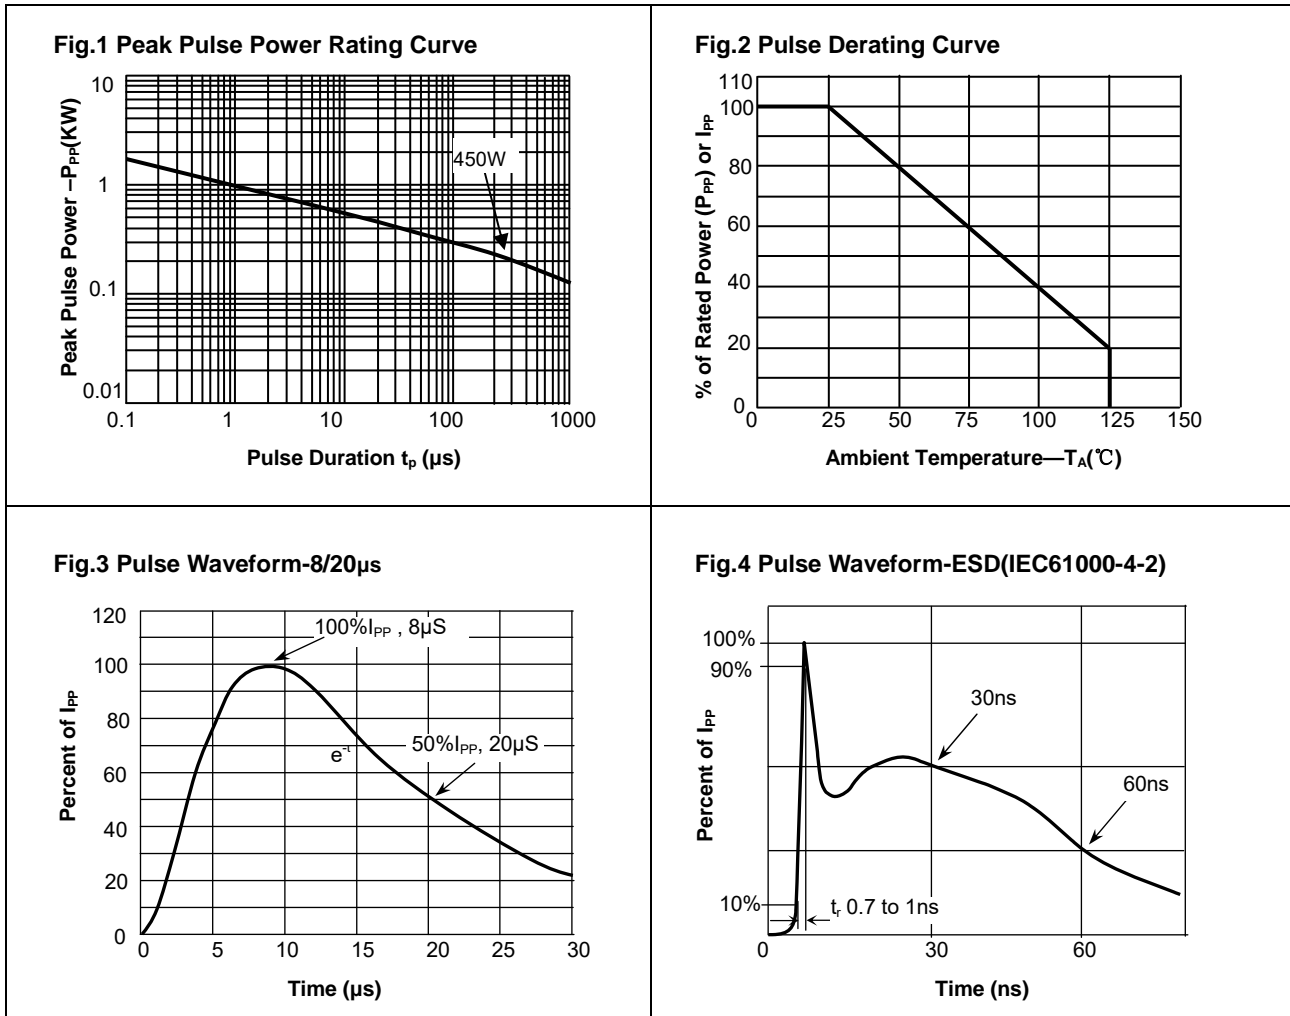 Fig.1 Peak Pulse Power Rating Curve
Peak Pulse Power –PPP(KW)
10
1
0.1
0.01
450W
0.1 1 10 100 1000
Pulse Duration tp (µs)
Fig.2 Pulse Derating Curve
% of Rated Power (PPP) or IPP
110
100
80
60
40
20
0
0 25 50 75 100 125 150
Ambient Temperature—TA(℃)
Fig.3 Pulse Waveform-8/20µs
Percent of IPP
120
100
80
60
40
20
0
100%IPP , 8µS
e-t
50%IPP, 20µS
0 5 10 15 20 25 30
Time (µs)
Fig.4 Pulse Waveform-ESD(IEC61000-4-2)
Percent of IPP
100%
90%
10%
30ns
60ns
tr 0.7 to 1ns
0 30 60
Time (ns)